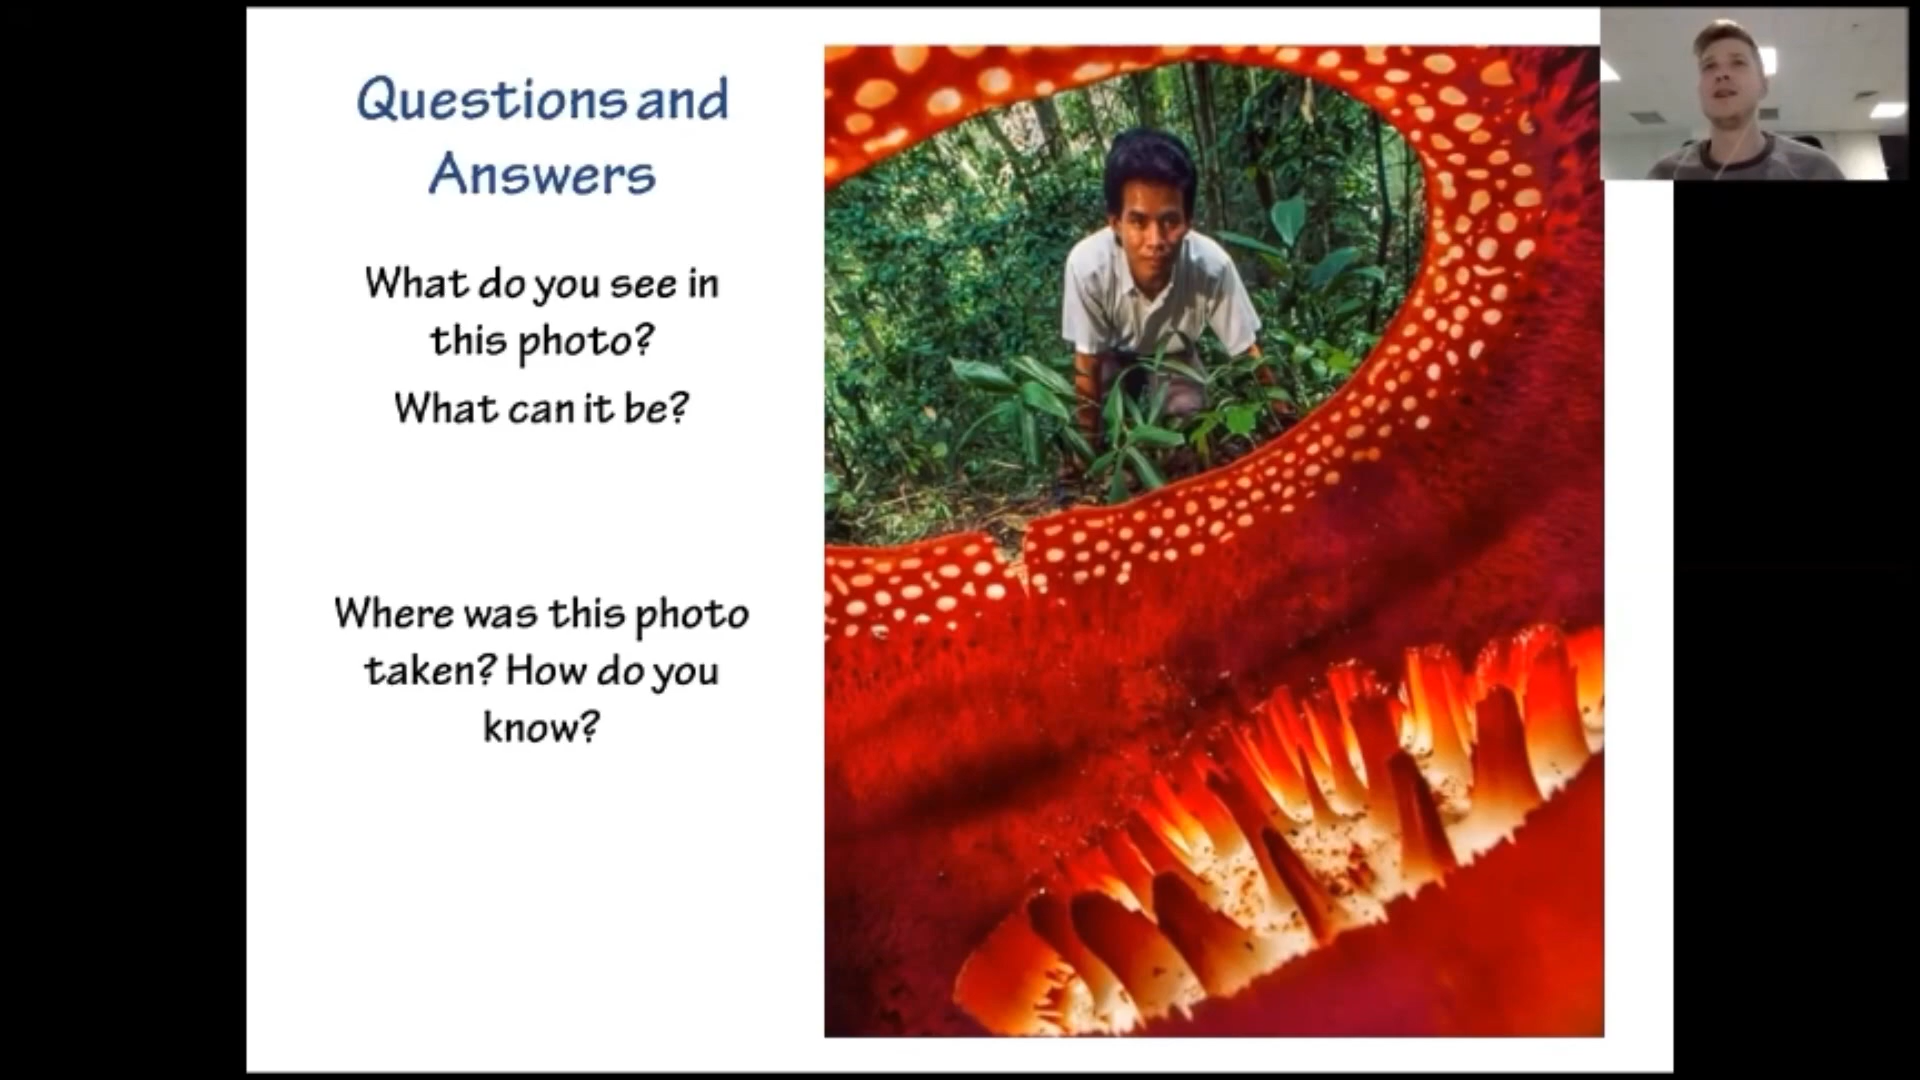 Questions and
Answers
What do you see in
this photo?
What can it be?
Where was this photo
taken? How do you
know?